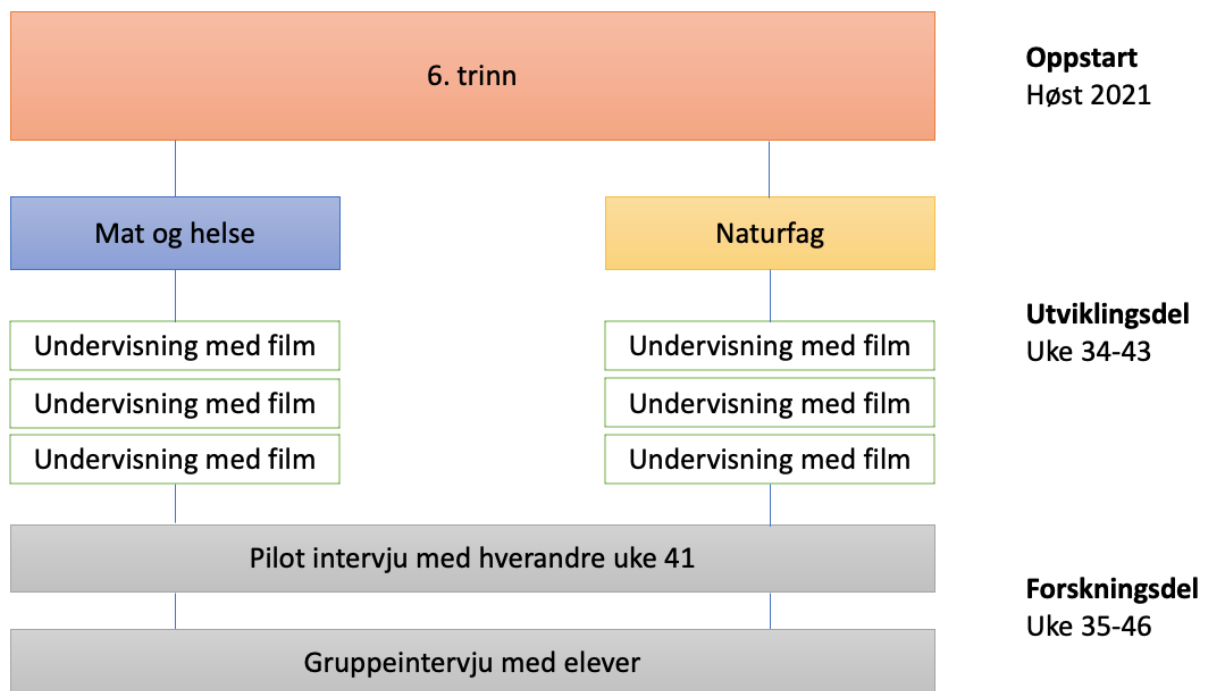 6. trinn
Oppstart
Høst 2021
Mat og helse
Naturfag
Undervisning med film
Undervisning med film
Undervisning med film
Undervisning med film
Undervisning med film
Undervisning med film
Utviklingsdel
Uke 34-43
Pilot intervju med hverandre uke 41
Gruppeintervju med elever
Forskningsdel
Uke 35-46